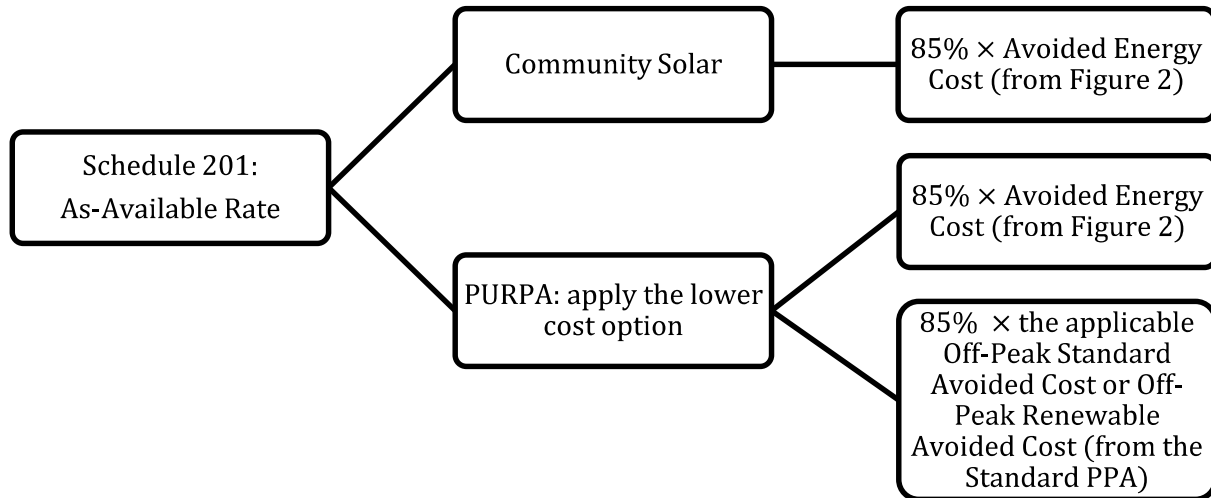 Schedule 201:
As-Available Rate
Community Solar
85% × Avoided Energy
Cost (from Figure 2)
PURPA: apply the lower
cost option
85% × Avoided Energy
Cost (from Figure 2)
85% × the applicable
Off-Peak Standard
Avoided Cost or Off-
Peak Renewable
Avoided Cost (from the
Standard PPA)